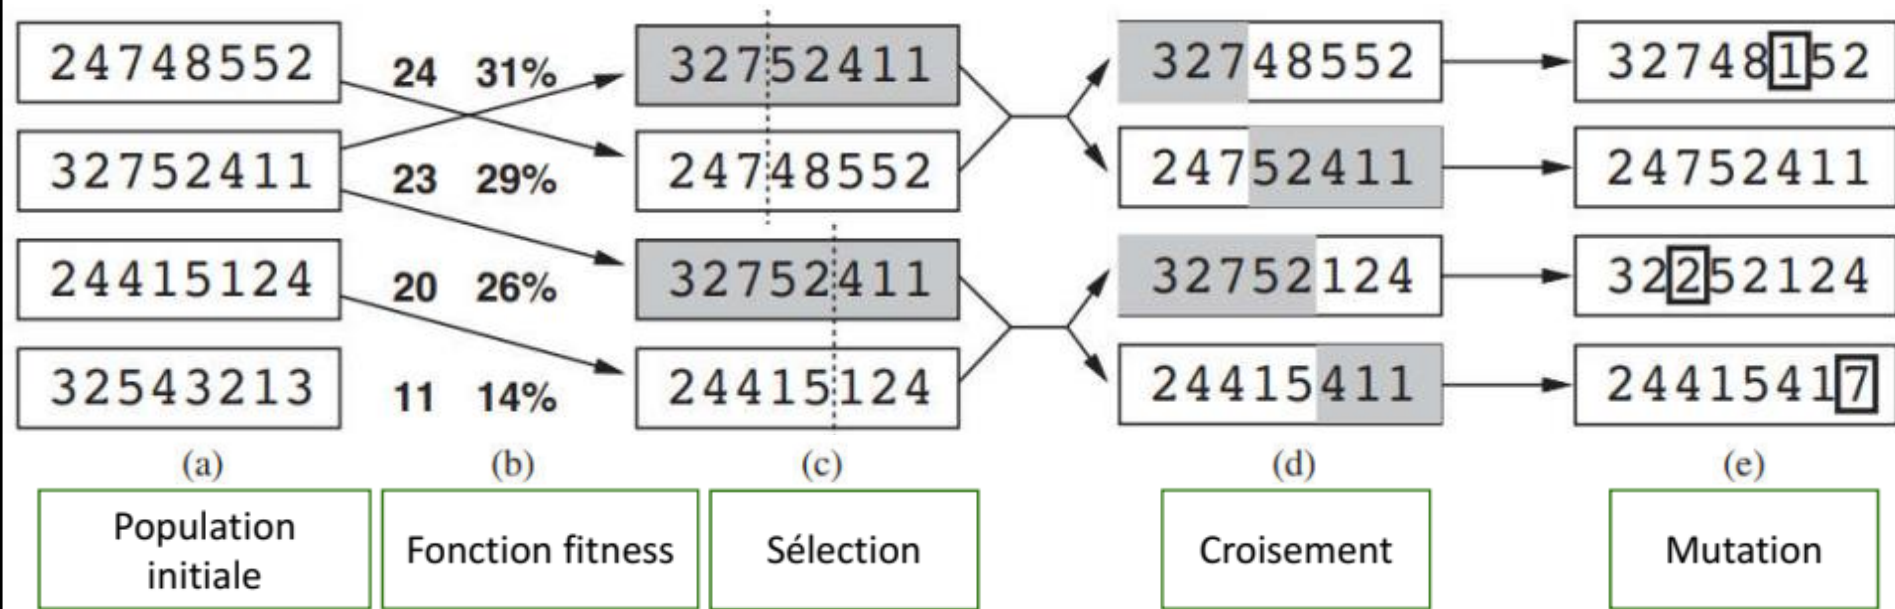 24748552 24 31% 32752411 32748552 32748152
32752411 23 29% 24748552 24752411 24752411
24415124 20 26% 32752411 32752124 32252124
32543213 11 14% 24415124 24415411 24415417
(a) (b) (c) (d) (e)
Population
initiale
Fonction fitness
Sélection
Croisement
Mutation